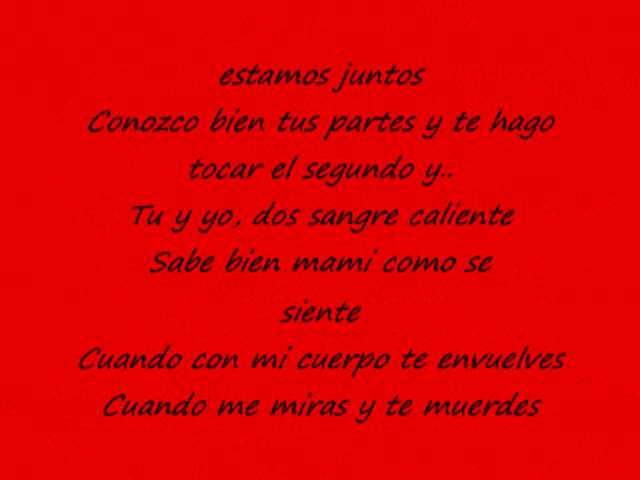 estamos juntos
Conozco bien tus partes y te hago
tocar el segundo y..
Tu y yo, dos sangre caliente
Sabe bien mami como se
siente
Cuando con mi cuerpo te envuelves
Cuando me miras y te muerdes